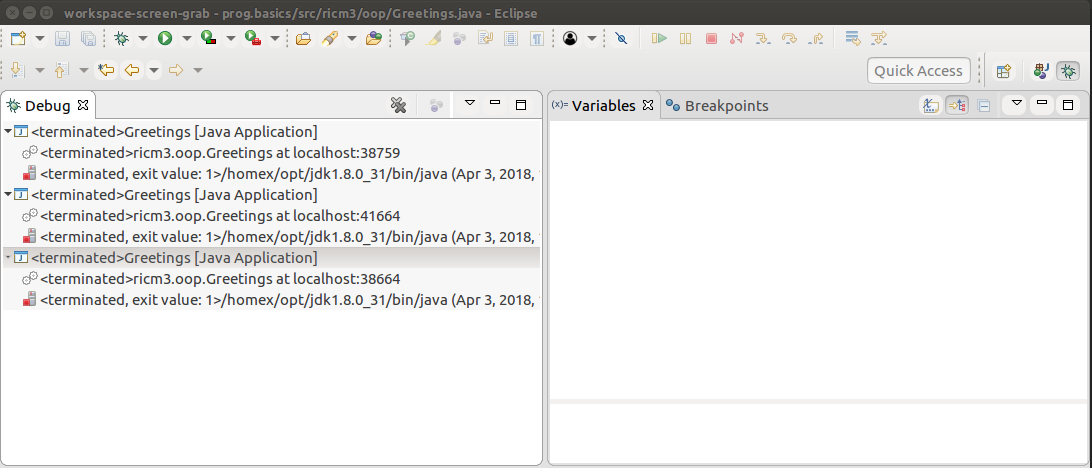 workspace-screen-grab - prog.basics/src/ricm3/oop/Greetings.java - Eclipse
Quick Access
Debug
<terminated>Greetings [Java Application]
<terminated>ricm3.oop.Greetings at localhost:38759
<terminated, exit value: 1>/homex/opt/jdk1.8.0_31/bin/java (Apr 3, 2018,
<terminated>Greetings [Java Application]
<terminated>ricm3.oop.Greetings at localhost:41664
<terminated, exit value: 1>/homex/opt/jdk1.8.0_31/bin/java (Apr 3, 2018,
<terminated>Greetings [Java Application]
<terminated>ricm3.oop.Greetings at localhost:38664
<terminated, exit value: 1>/homex/opt/jdk1.8.0_31/bin/java (Apr 3, 2018,
(x)= Variables
Breakpoints